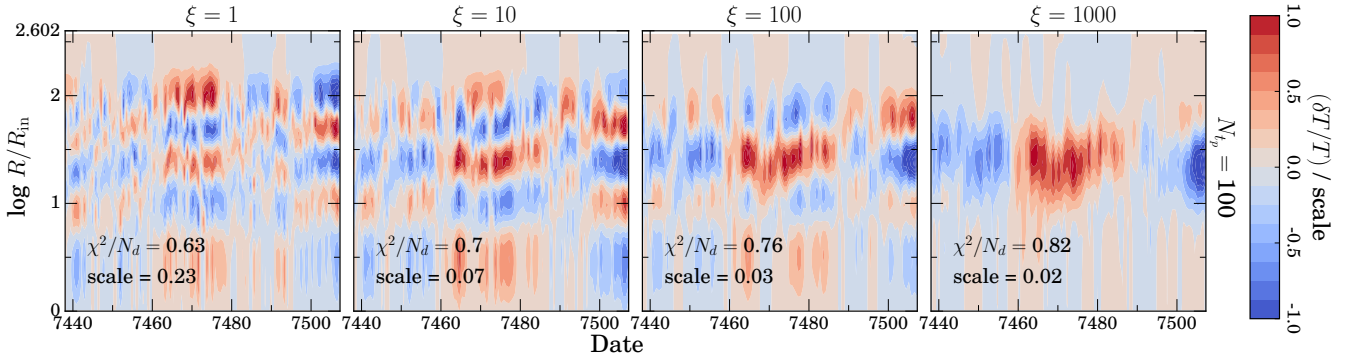 ξ = 1
ξ = 10
ξ = 100
ξ = 1000
2.602
2
1
0
log R/R_in
χ²/N_d = 0.63
scale = 0.23
χ²/N_d = 0.7
scale = 0.07
χ²/N_d = 0.76
scale = 0.03
χ²/N_d = 0.82
scale = 0.02
7440 7460 7480 7500
7440 7460 7480 7500
7440 7460 7480 7500
7440 7460 7480 7500
Date
N_{t_p} = 100
1.0
0.5
0.0
-0.5
-1.0
(δT/T) / scale